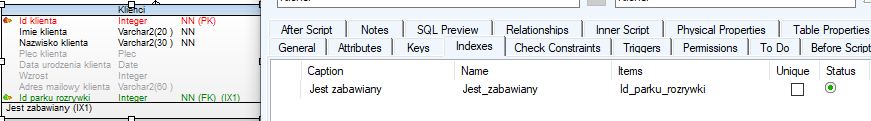 Klienci
Id klienta Integer NN (PK)
Imie klienta Varchar2(20 ) NN
Nazwisko klienta Varchar2(30 ) NN
Plec klienta Plec
Data urodzenia klienta Date
Wzrost Integer
Adres mailowy klienta Varchar2(60 )
Id parku rozrywki Integer NN (FK) (IX1)
Jest zabawiany (IX1)
After Script Notes SQL Preview Relationships Inner Script Physical Properties Table Properties
General Attributes Keys Indexes Check Constraints Triggers Permissions To Do Before Script
Caption Name Items Unique Status
Jest zabawiany Jest_zabawiany Id_parku_rozrywki